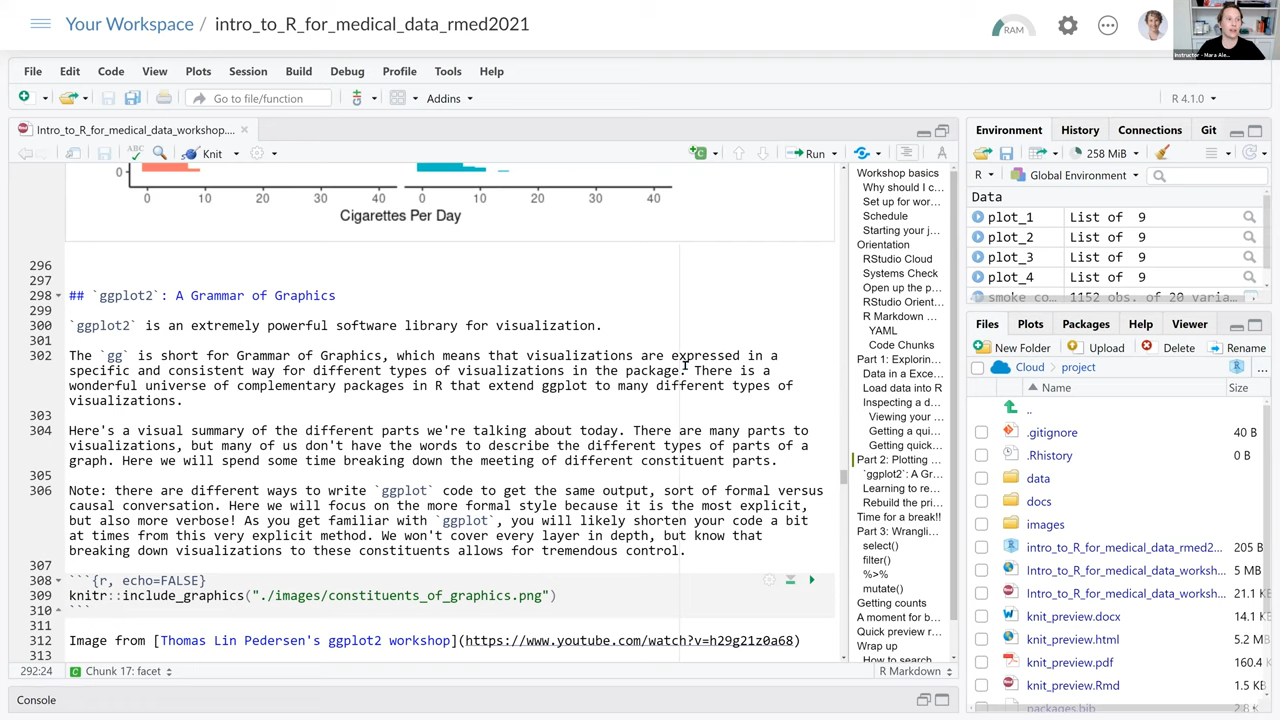 Your Workspace / intro_to_R_for_medical_data_rmed2021
RAM
Instructor - Mara Ale...
File Edit Code View Plots Session Build Debug Profile Tools Help
Go to file/function
Addins
R 4.1.0
Intro_to_R_for_medical_data_workshop....
Knit
Run
0
0 10 20 30 40 0 10 20 30 40
Cigarettes Per Day
296
297
298 ## `ggplot2`: A Grammar of Graphics
299
300 `ggplot2` is an extremely powerful software library for visualization.
301
302 The `gg` is short for Grammar of Graphics, which means that visualizations are expressed in a
specific and consistent way for different types of visualizations in the package. There is a
wonderful universe of complementary packages in R that extend ggplot to many different types of
visualizations.
303
304 Here's a visual summary of the different parts we're talking about today. There are many parts to
visualizations, but many of us don't have the words to describe the different types of parts of a
graph. Here we will spend some time breaking down the meeting of different constituent parts.
305
306 Note: there are different ways to write `ggplot` code to get the same output, sort of formal versus
causal conversation. Here we will focus on the more formal style because it is the most explicit,
but also more verbose! As you get familiar with `ggplot`, you will likely shorten your code a bit
at times from this very explicit method. We won't cover every layer in depth, but know that
breaking down visualizations to these constituents allows for tremendous control.
307
308 ```{r, echo=FALSE}
309 knitr::include_graphics("./images/constituents_of_graphics.png")
310 ```
311
312 Image from [Thomas Lin Pedersen's ggplot2 workshop](https://www.youtube.com/watch?v=h29g21z0a68)
313
292:24 Chunk 17: facet R Markdown
Console
Workshop basics
Why should I c...
Set up for wor...
Schedule
Starting your j...
Orientation
RStudio Cloud
Systems Check
Open up the p...
RStudio Orient...
R Markdown ...
YAML
Code Chunks
Part 1: Explorin...
Data in a Exce...
Load data into R
Inspecting a d...
Viewing your ...
Getting a qui...
Getting quick...
Part 2: Plotting ...
`ggplot2`: A Gr...
Learning to re...
Rebuild the pri...
Time for a break!!
Part 3: Wrangli...
select()
filter()
%>%
mutate()
Getting counts
A moment for b...
Quick preview r...
Wrap up
How to search
Environment History Connections Git
258 MiB
R Global Environment
Data
plot_1 List of 9
plot_2 List of 9
plot_3 List of 9
plot_4 List of 9
smoke_co... 1152 obs. of 20 varia...
Files Plots Packages Help Viewer
New Folder Upload Delete Rename
Cloud project ...
Name Size
..
.gitignore 40 B
.Rhistory 0 B
data
docs
images
intro_to_R_for_medical_data_rmed2... 205 B
Intro_to_R_for_medical_data_worksh... 5 MB
Intro_to_R_for_medical_data_worksh... 21.1 K
knit_preview.docx 14.1 K
knit_preview.html 5.2 M
knit_preview.pdf 160.4
knit_preview.Rmd 1.5 KB
packages.bib 2.8 K